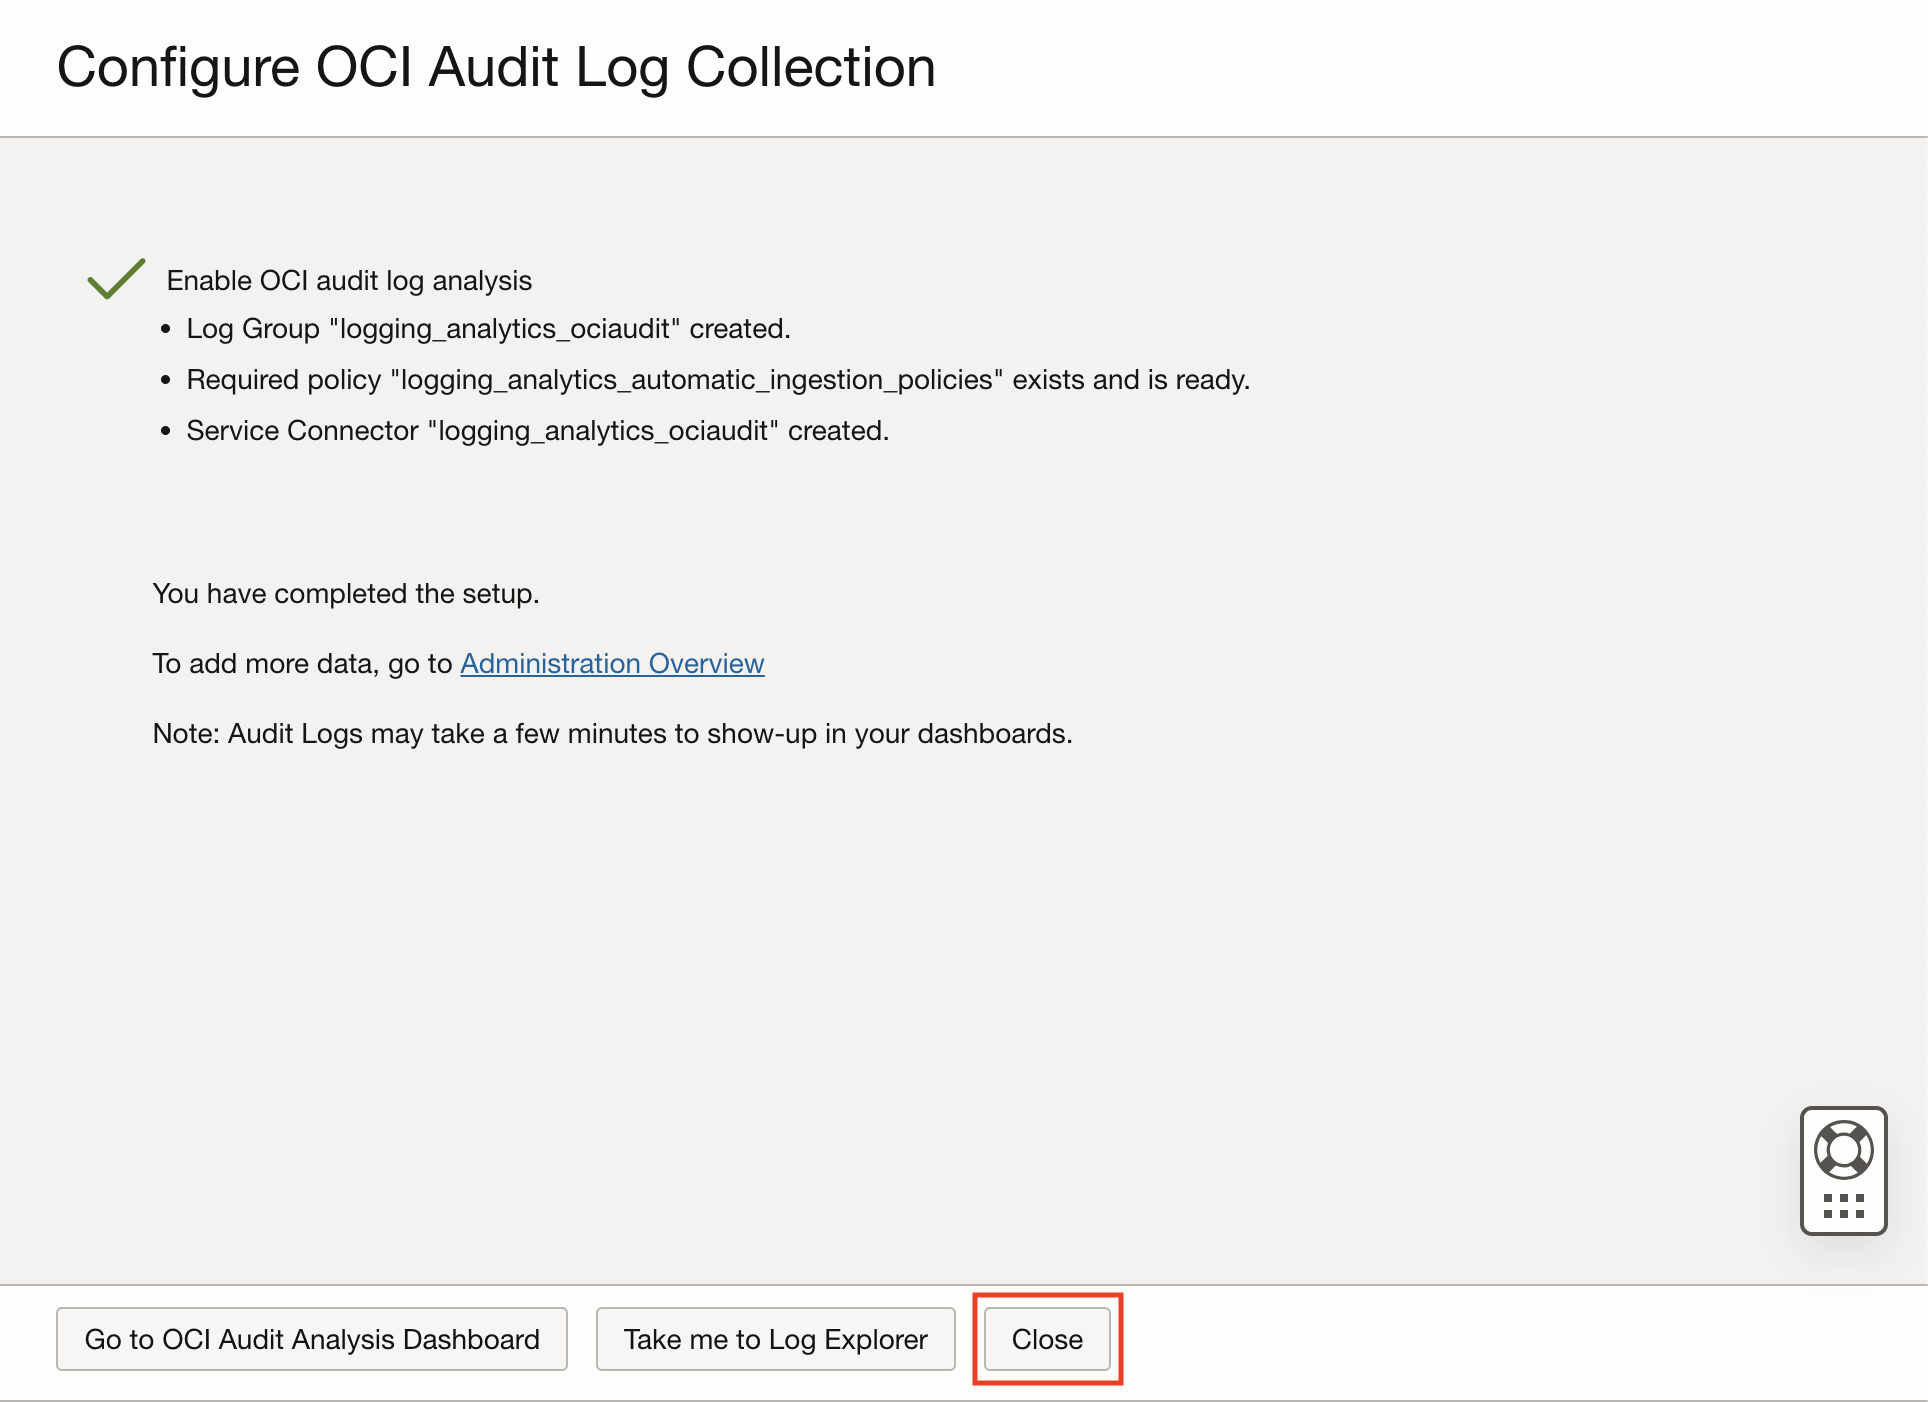 Configure OCI Audit Log Collection
Enable OCI audit log analysis
• Log Group "logging_analytics_ociaudit" created.
• Required policy "logging_analytics_automatic_ingestion_policies" exists and is ready.
• Service Connector "logging_analytics_ociaudit" created.
You have completed the setup.
To add more data, go to Administration Overview
Note: Audit Logs may take a few minutes to show-up in your dashboards.
Go to OCI Audit Analysis Dashboard
Take me to Log Explorer
Close